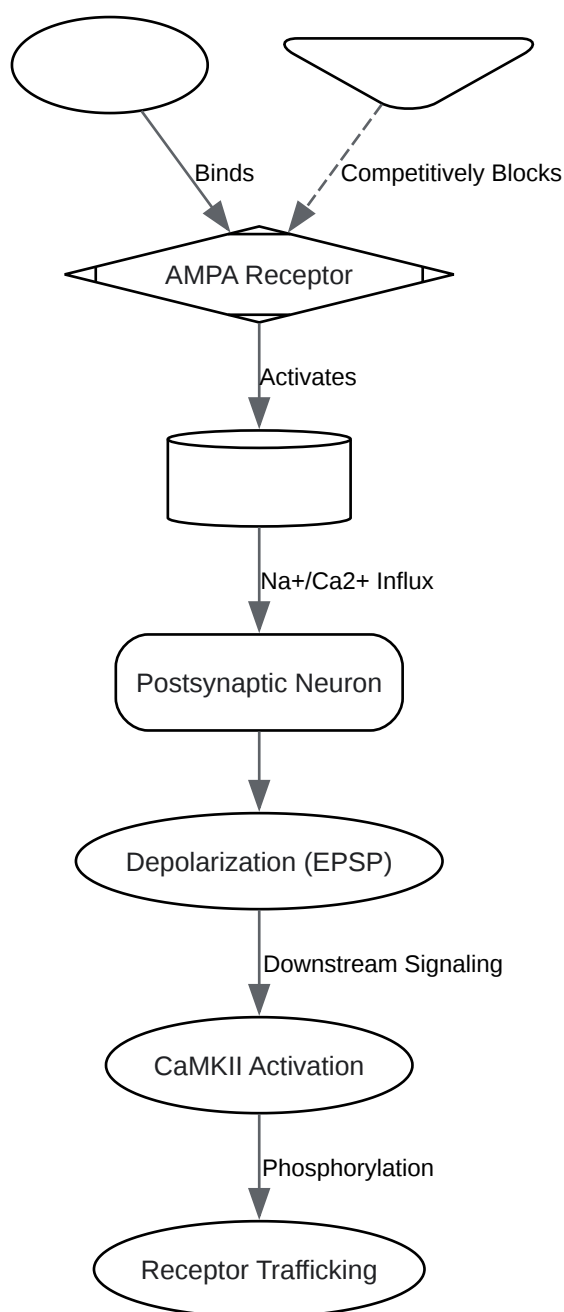 Binds
Competitively Blocks
AMPA Receptor
Activates
Na+/Ca2+ Influx
Postsynaptic Neuron
Depolarization (EPSP)
Downstream Signaling
CaMKII Activation
Phosphorylation
Receptor Trafficking